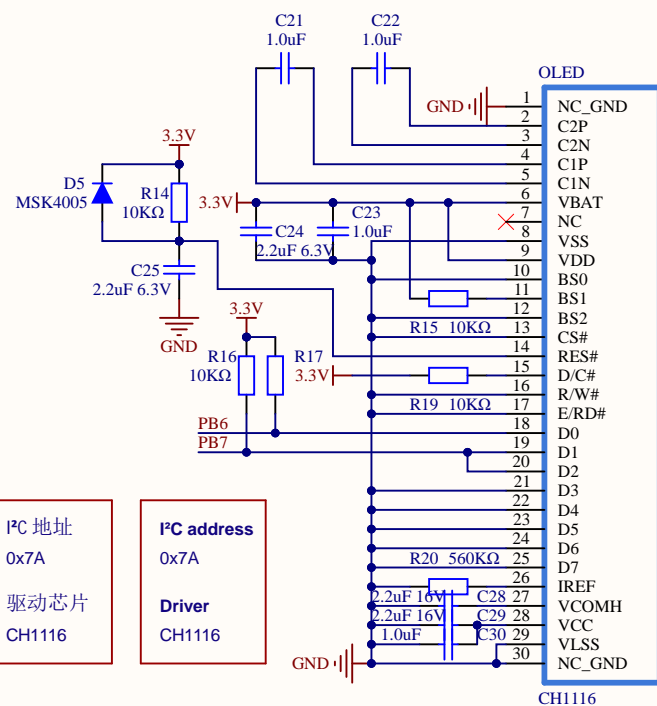 C21
1.0uF
C22
1.0uF
OLED
GND
1 NC_GND
2 C2P
3 C2N
4 C1P
5 C1N
6 VBAT
7 NC
8 VSS
9 VDD
10 BS0
11 BS1
12 BS2
13 CS#
14 RES#
15 D/C#
16 R/W#
17 E/RD#
18 D0
19 D1
20 D2
21 D3
22 D4
23 D5
24 D6
25 D7
26 IREF
27 VCOMH
28 VCC
29 VLSS
30 NC_GND
CH1116
3.3V
D5
MSK4005
R14
10KΩ
C25
2.2uF 6.3V
GND
3.3V
C24
2.2uF 6.3V
C23
1.0uF
R15 10KΩ
3.3V
R16
10KΩ
R17
3.3V
R19 10KΩ
PB6
PB7
R20 560KΩ
2.2uF 16V C28
2.2uF 16V C29
1.0uF C30
GND
I²C 地址
0x7A
驱动芯片
CH1116
I²C address
0x7A
Driver
CH1116